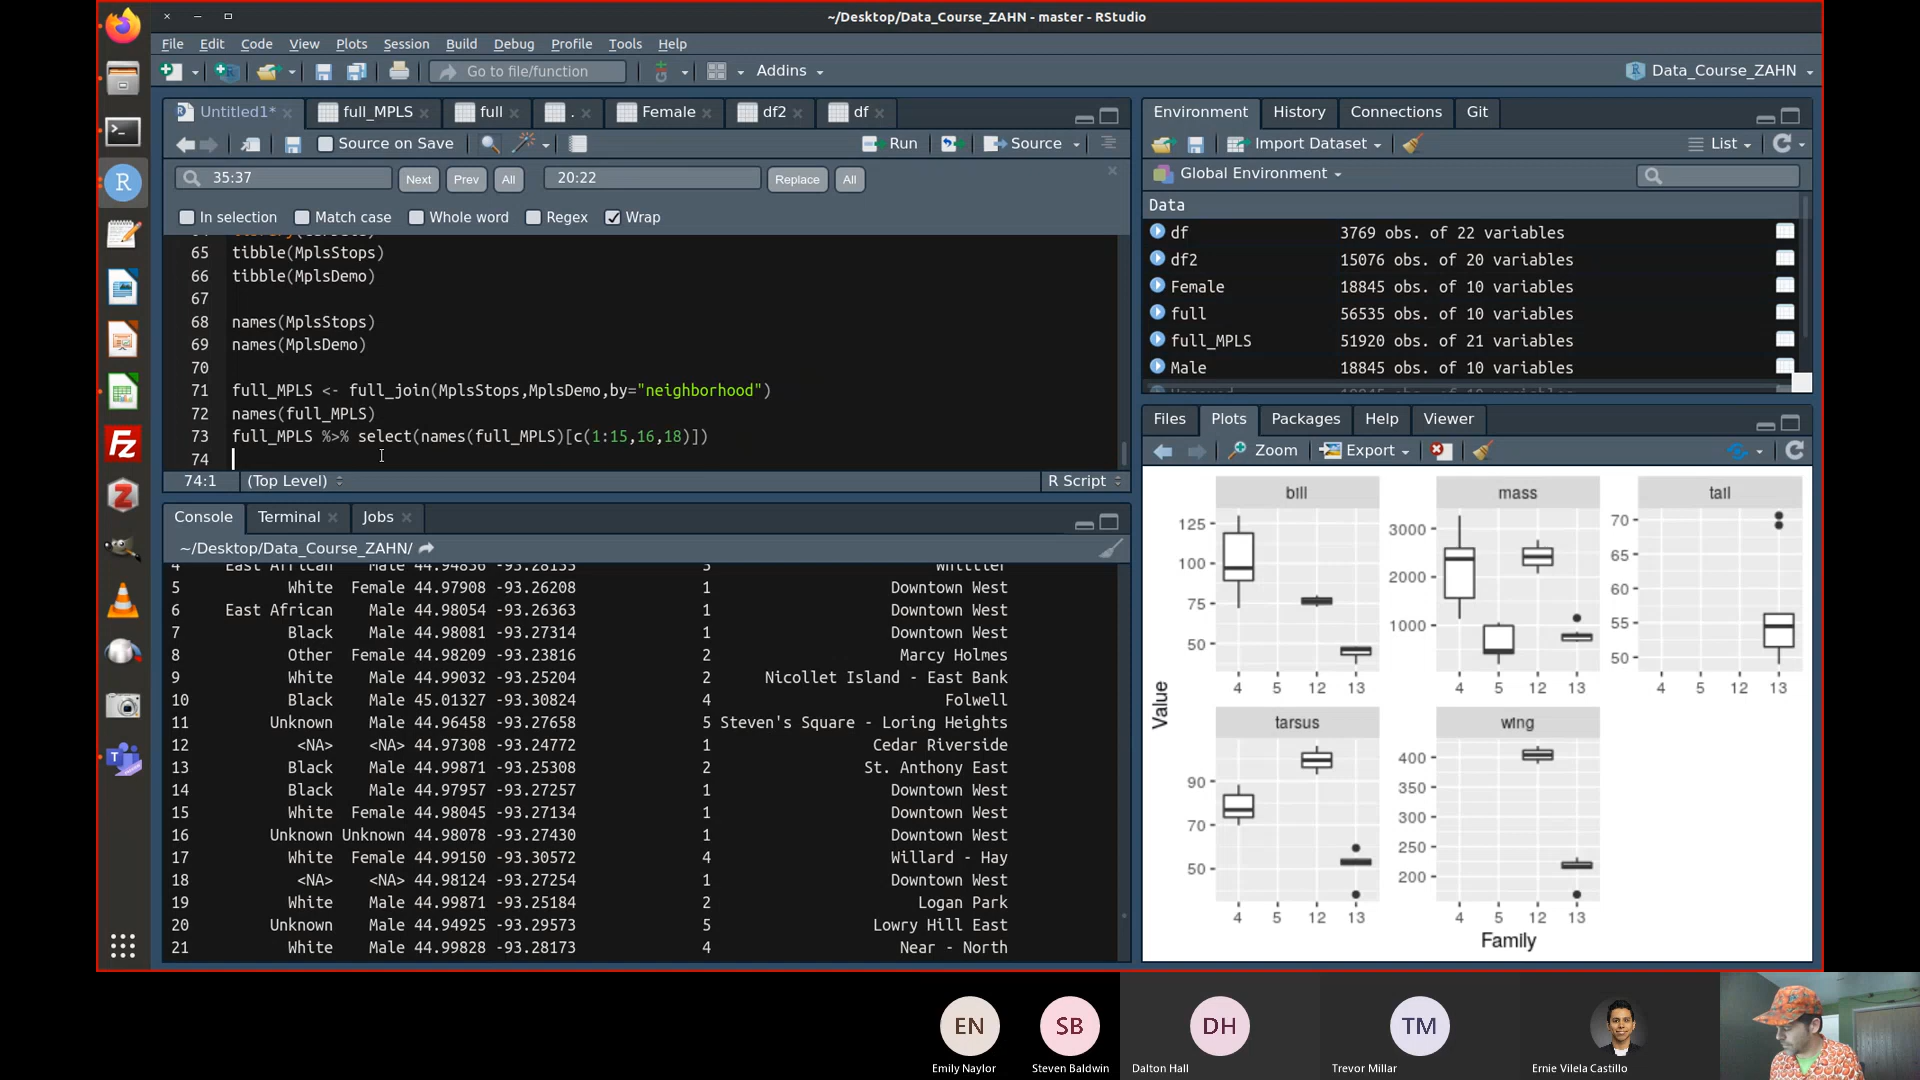 ~/Desktop/Data_Course_ZAHN - master - RStudio
File Edit Code View Plots Session Build Debug Profile Tools Help
Go to file/function Addins Data_Course_ZAHN
Untitled1* full_MPLS full . Female df2 df
Source on Save Run Source
35:37 Next Prev All 20:22 Replace All
In selection Match case Whole word Regex Wrap
65 tibble(MplsStops)
66 tibble(MplsDemo)
67
68 names(MplsStops)
69 names(MplsDemo)
70
71 full_MPLS <- full_join(MplsStops,MplsDemo,by="neighborhood")
72 names(full_MPLS)
73 full_MPLS %>% select(names(full_MPLS)[c(1:15,16,18)])
74
74:1 (Top Level) R Script
Console Terminal Jobs
~/Desktop/Data_Course_ZAHN/
4 East African Male 44.94836 -93.28135 5 Whittier
5 White Female 44.97908 -93.26208 1 Downtown West
6 East African Male 44.98054 -93.26363 1 Downtown West
7 Black Male 44.98081 -93.27314 1 Downtown West
8 Other Female 44.98209 -93.23816 2 Marcy Holmes
9 White Male 44.99032 -93.25204 2 Nicollet Island - East Bank
10 Black Male 45.01327 -93.30824 4 Folwell
11 Unknown Male 44.96458 -93.27658 5 Steven's Square - Loring Heights
12 <NA> <NA> 44.97308 -93.24772 1 Cedar Riverside
13 Black Male 44.99871 -93.25308 2 St. Anthony East
14 Black Male 44.97957 -93.27257 1 Downtown West
15 White Female 44.98045 -93.27134 1 Downtown West
16 Unknown Unknown 44.98078 -93.27430 1 Downtown West
17 White Female 44.99150 -93.30572 4 Willard - Hay
18 <NA> <NA> 44.98124 -93.27254 1 Downtown West
19 White Male 44.99871 -93.25184 2 Logan Park
20 Unknown Male 44.94925 -93.29573 5 Lowry Hill East
21 White Male 44.99828 -93.28173 4 Near - North
Environment History Connections Git
Import Dataset List
Global Environment
Data
df 3769 obs. of 22 variables
df2 15076 obs. of 20 variables
Female 18845 obs. of 10 variables
full 56535 obs. of 10 variables
full_MPLS 51920 obs. of 21 variables
Male 18845 obs. of 10 variables
Files Plots Packages Help Viewer
Zoom Export
bill mass tail
125 100 75 50
3000 2000 1000
70 65 60 55 50
4 5 12 13 4 5 12 13 4 5 12 13
tarsus wing
90 70 50
400 350 300 250 200
4 5 12 13 4 5 12 13
Value
Family
EN SB DH TM
Emily Naylor Steven Baldwin Dalton Hall Trevor Millar Ernie Vilela Castillo